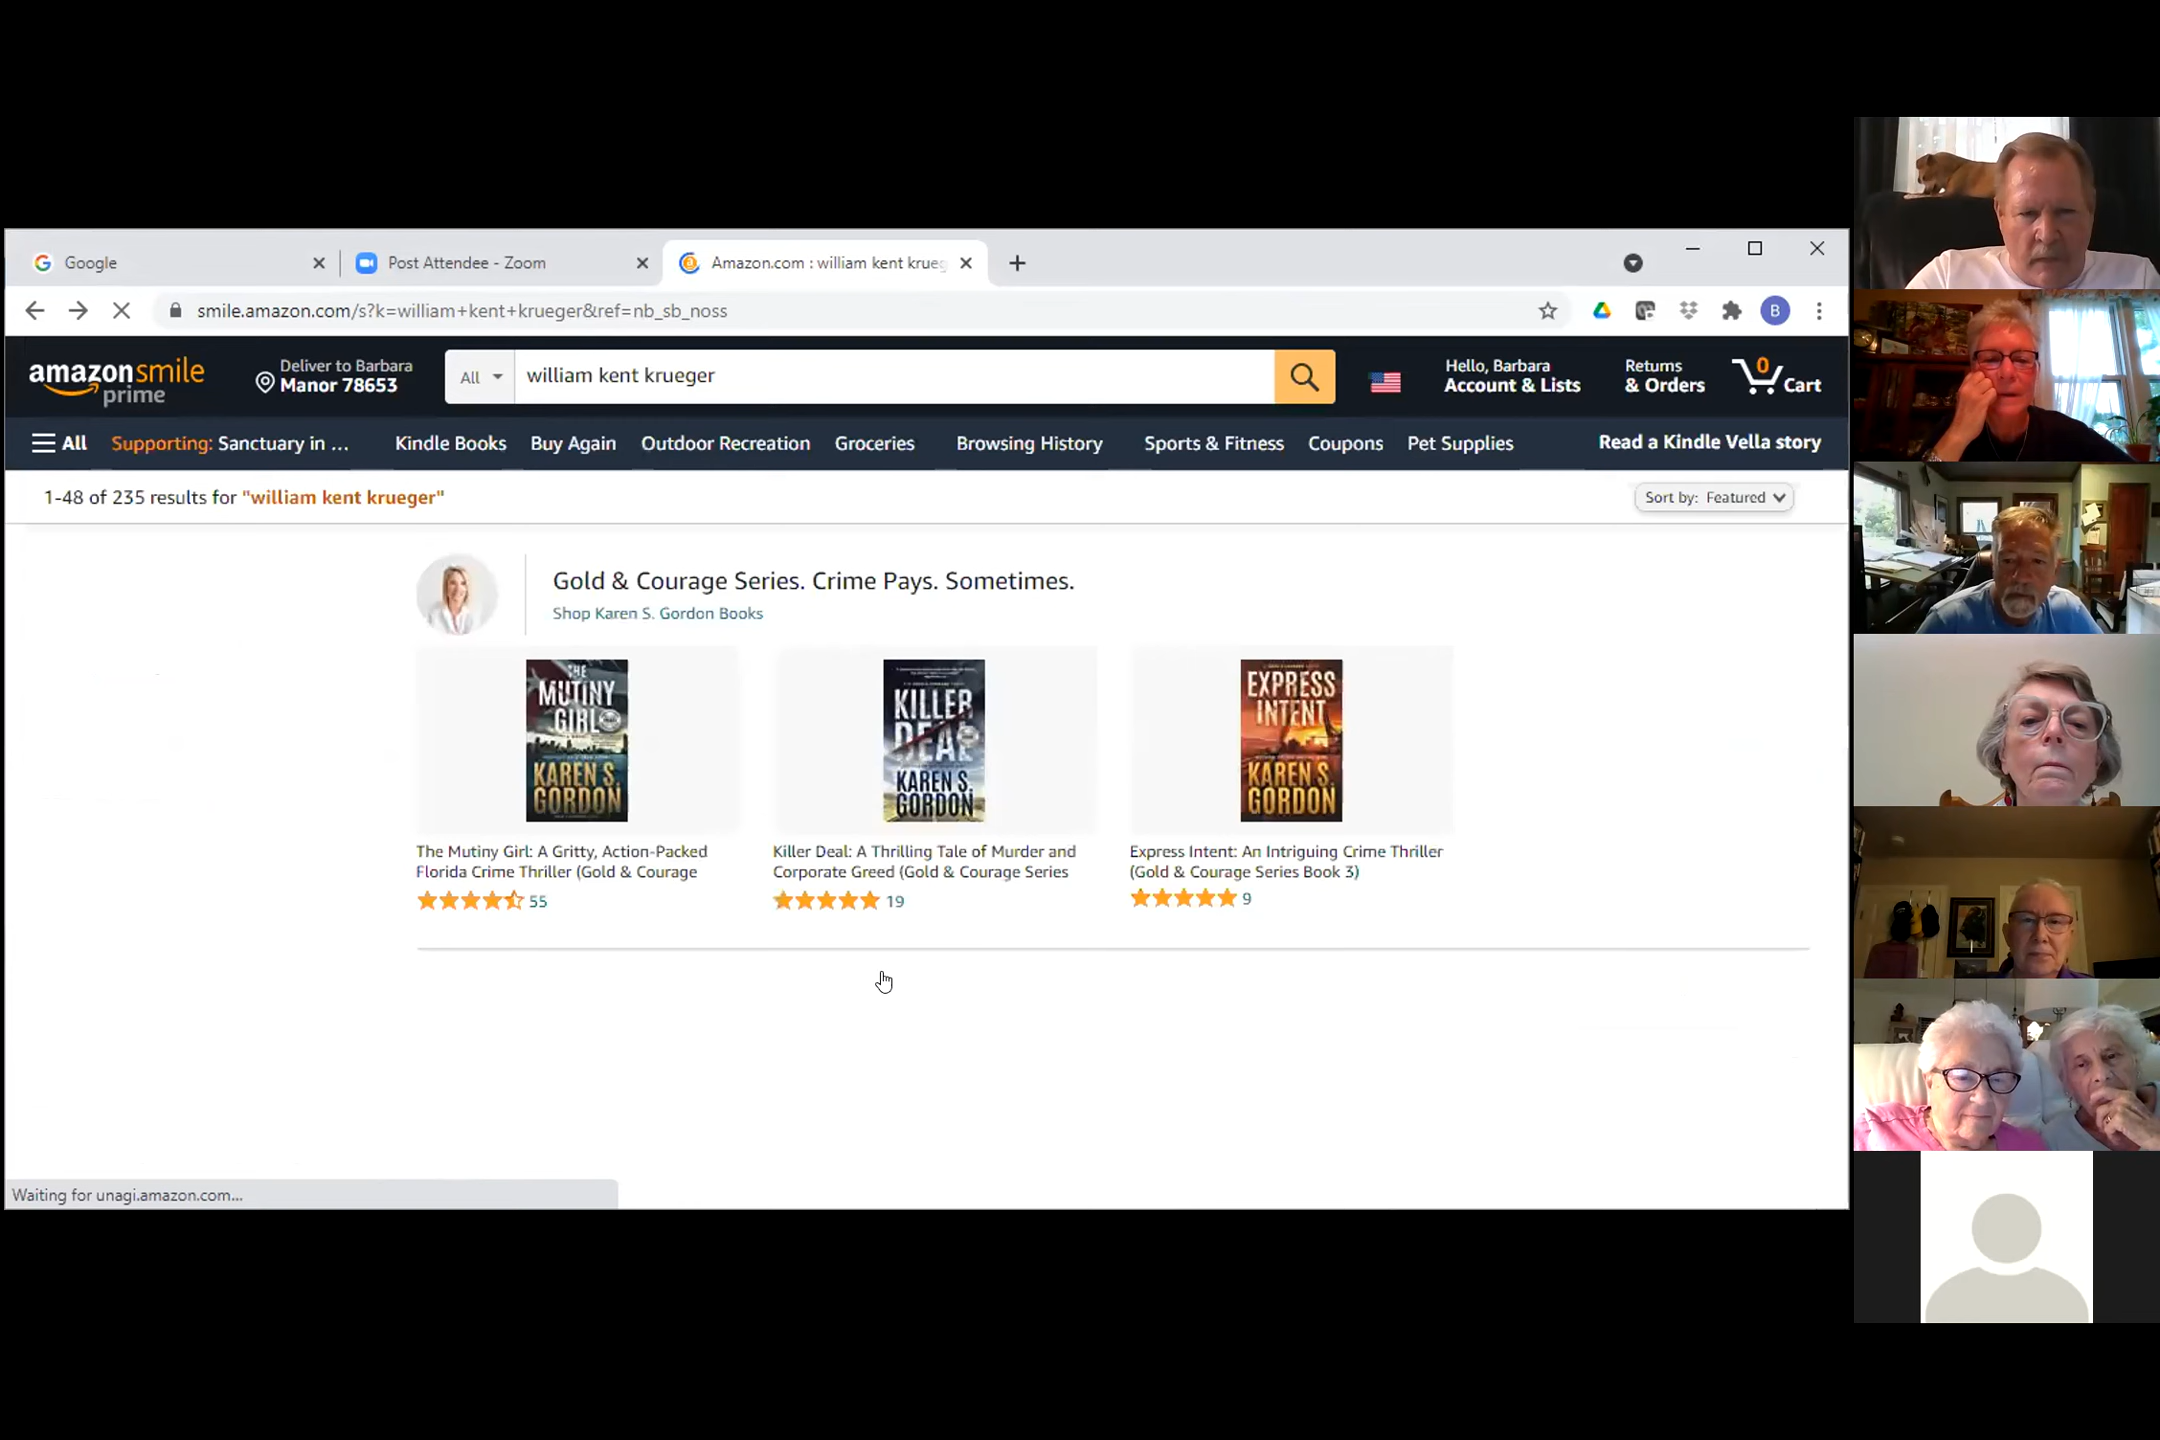 Google
Post Attendee - Zoom
Amazon.com : william kent krueg
smile.amazon.com/s?k=william+kent+krueger&ref=nb_sb_noss
B
amazonsmile
prime
Deliver to Barbara
Manor 78653
All
william kent krueger
Hello, Barbara
Account & Lists
Returns
& Orders
0
Cart
All
Supporting: Sanctuary in ...
Kindle Books
Buy Again
Outdoor Recreation
Groceries
Browsing History
Sports & Fitness
Coupons
Pet Supplies
Read a Kindle Vella story
1-48 of 235 results for "william kent krueger"
Sort by: Featured
Gold & Courage Series. Crime Pays. Sometimes.
Shop Karen S. Gordon Books
THE
MUTINY
GIRL
KAREN S.
GORDON
KILLER
DEAL
KAREN S.
GORDON
EXPRESS
INTENT
KAREN S.
GORDON
The Mutiny Girl: A Gritty, Action-Packed
Florida Crime Thriller (Gold & Courage
55
Killer Deal: A Thrilling Tale of Murder and
Corporate Greed (Gold & Courage Series
19
Express Intent: An Intriguing Crime Thriller
(Gold & Courage Series Book 3)
9
Waiting for unagi.amazon.com...